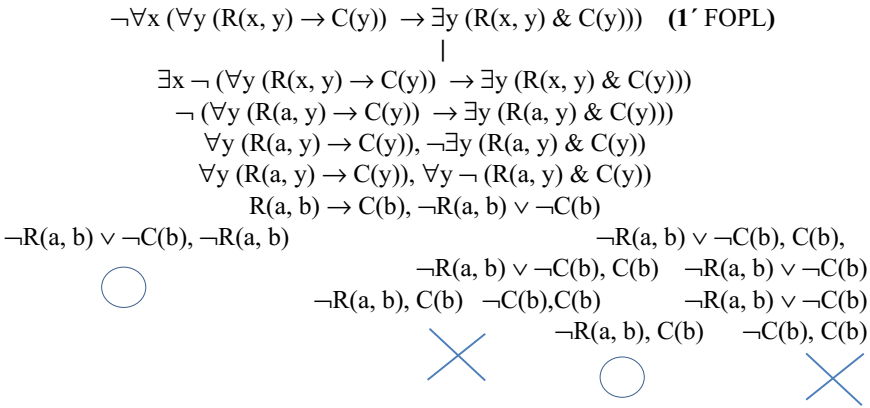 ¬∀x (∀y (R(x, y) → C(y)) → ∃y (R(x, y) & C(y))) (1´ FOPL)
∃x ¬ (∀y (R(x, y) → C(y)) → ∃y (R(x, y) & C(y)))
¬ (∀y (R(a, y) → C(y)) → ∃y (R(a, y) & C(y)))
∀y (R(a, y) → C(y)), ¬∃y (R(a, y) & C(y))
∀y (R(a, y) → C(y)), ∀y ¬ (R(a, y) & C(y))
R(a, b) → C(b), ¬R(a, b) ∨ ¬C(b)
¬R(a, b) ∨ ¬C(b), ¬R(a, b) ¬R(a, b) ∨ ¬C(b), C(b),
¬R(a, b) ∨ ¬C(b), C(b) ¬R(a, b) ∨ ¬C(b)
¬R(a, b), C(b) ¬C(b),C(b) ¬R(a, b) ∨ ¬C(b)
¬R(a, b), C(b) ¬C(b), C(b)